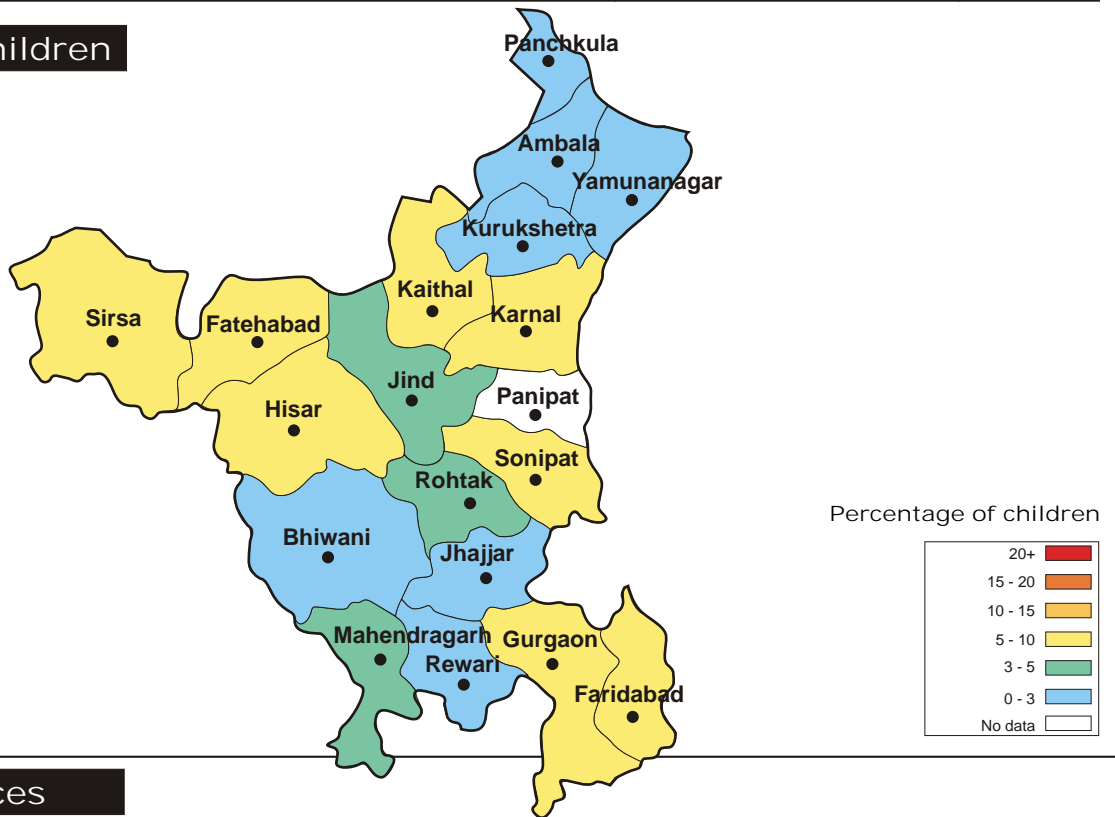 hildren
Panchkula
Ambala
Yamunanagar
Kurukshetra
Kaithal
Karnal
Sirsa
Fatehabad
Jind
Panipat
Hisar
Sonipat
Rohtak
Bhiwani
Jhajjar
Mahendragarh
Gurgaon
Rewari
Faridabad
Percentage of children
20+
15 - 20
10 - 15
5 - 10
3 - 5
0 - 3
No data
ces